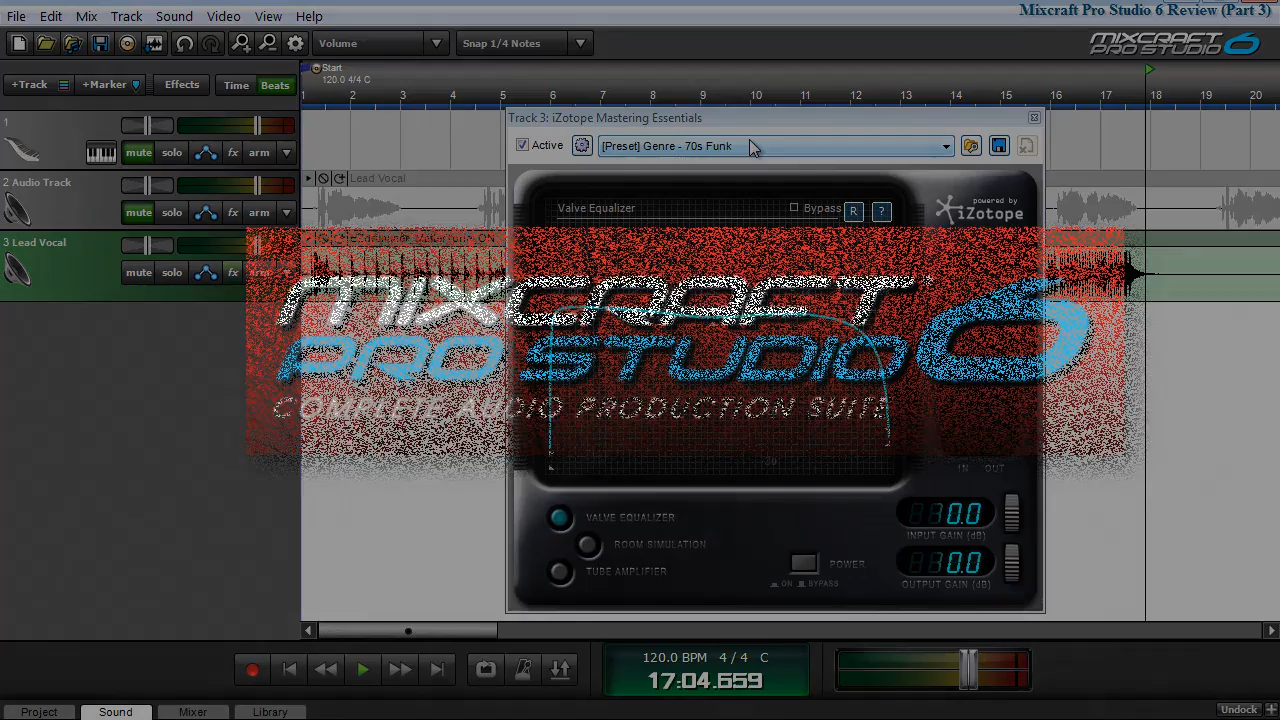 Mixcraft Pro Studio 6 Review (Part 3)
File Edit Mix Track Sound Video View Help
Volume
Snap 1/4 Notes
MIXCRAFT
PRO STUDIO 6
+Track +Marker Effects Time Beats
Start
120.0 4/4 C
1 2 3 4 5 6 7 8 9 10 11 12 13 14 15 16 17 18 19 20
Track 3: iZotope Mastering Essentials
1
mute solo fx arm
Active
[Preset] Genre - 70s Funk
2 Audio Track
Lead Vocal
mute solo fx arm
Valve Equalizer
Bypass R ?
powered by
iZotope
3 Lead Vocal
mute solo fx arm
MIXCRAFT
PRO STUDIO 6
COMPLETE AUDIO PRODUCTION SUITE
IN OUT
VALVE EQUALIZER
ROOM SIMULATION
TUBE AMPLIFIER
POWER
ON BYPASS
0.0
INPUT GAIN (dB)
0.0
OUTPUT GAIN (dB)
120.0 BPM 4 / 4 C
17:04.659
Project Sound Mixer Library
Undock